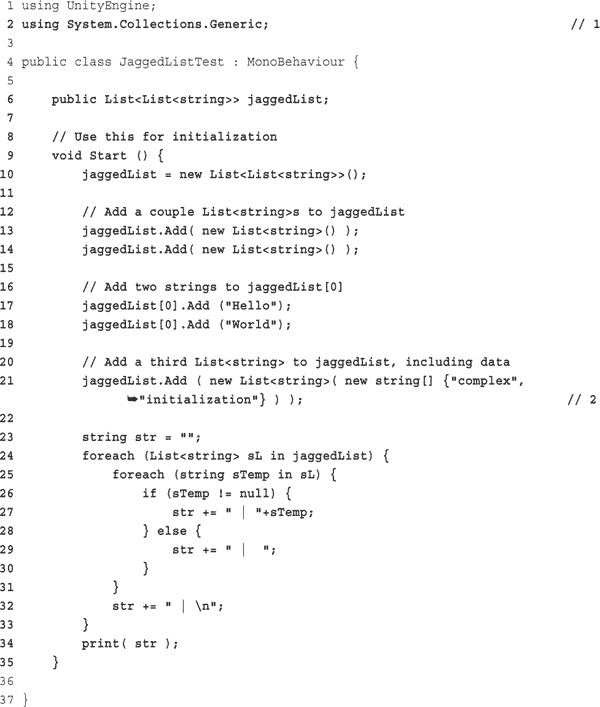 1 using UnityEngine;
2 using System.Collections.Generic;                                        // 1
3
4 public class JaggedListTest : MonoBehaviour {
5
6     public List<List<string>> jaggedList;
7
8     // Use this for initialization
9     void Start () {
10         jaggedList = new List<List<string>>();
11
12         // Add a couple List<string>s to jaggedList
13         jaggedList.Add( new List<string>() );
14         jaggedList.Add( new List<string>() );
15
16         // Add two strings to jaggedList[0]
17         jaggedList[0].Add ("Hello");
18         jaggedList[0].Add ("World");
19
20         // Add a third List<string> to jaggedList, including data
21         jaggedList.Add ( new List<string>( new string[] {"complex",
➥"initialization"} ) );                                   // 2
22
23         string str = "";
24         foreach (List<string> sL in jaggedList) {
25             foreach (string sTemp in sL) {
26                 if (sTemp != null) {
27                     str += " | "+sTemp;
28                 } else {
29                     str += " |  ";
30                 }
31             }
32             str += " | \n";
33         }
34         print( str );
35     }
36
37 }